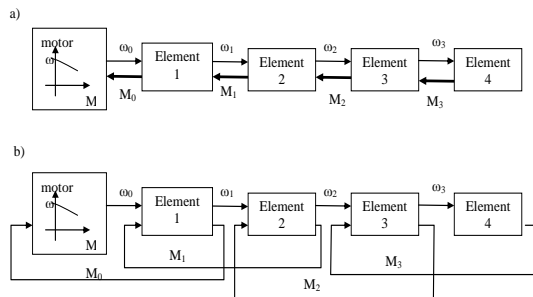 a)
motor
ω
M
ω₀
M₀
Element
1
ω₁
M₁
Element
2
ω₂
M₂
Element
3
ω₃
M₃
Element
4
b)
motor
ω
M
ω₀
Element
1
ω₁
Element
2
ω₂
Element
3
ω₃
Element
4
M₀
M₁
M₂
M₃